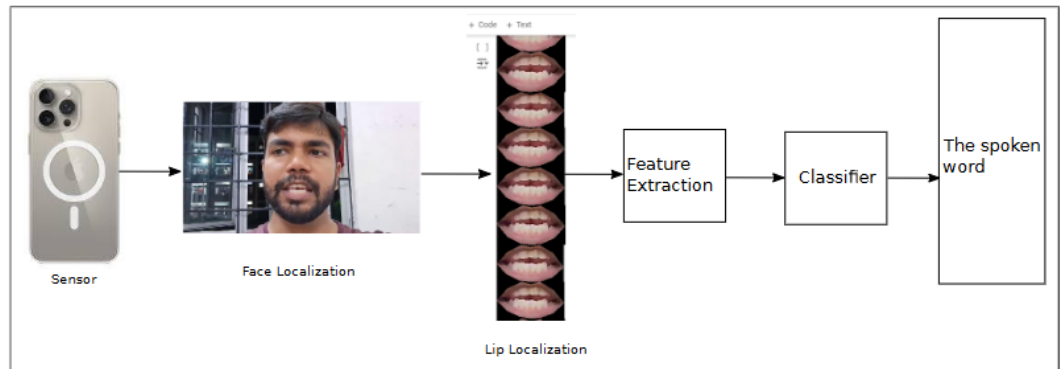 + Code + Text
[ ]
Sensor
Face Localization
Lip Localization
Feature
Extraction
Classifier
The spoken
word